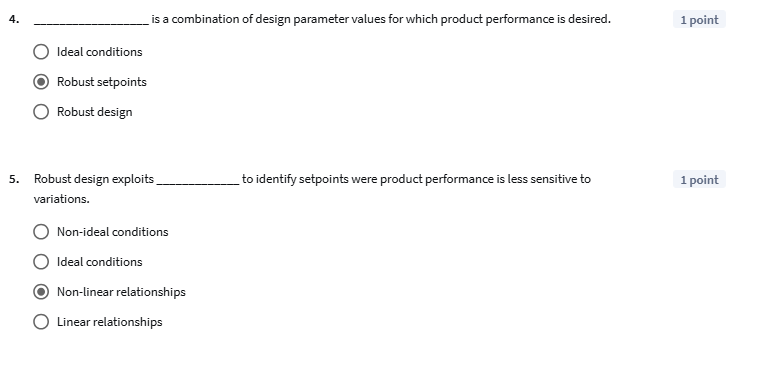 4. __________________ is a combination of design parameter values for which product performance is desired. 1 point
Ideal conditions
Robust setpoints
Robust design
5. Robust design exploits _____________ to identify setpoints were product performance is less sensitive to 1 point
variations.
Non-ideal conditions
Ideal conditions
Non-linear relationships
Linear relationships